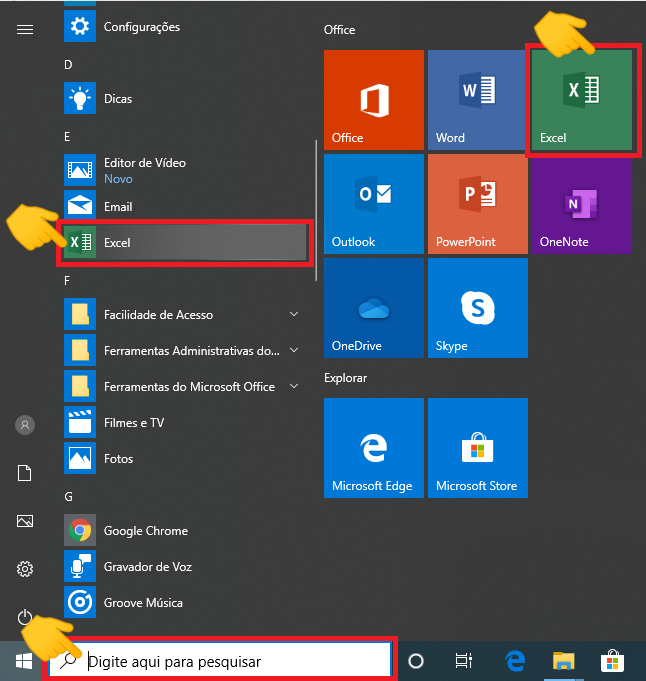 Configurações
D
Dicas
E
Editor de Vídeo
Novo
Email
Excel
F
Facilidade de Acesso
Ferramentas Administrativas do...
Ferramentas do Microsoft Office
Filmes e TV
Fotos
G
Google Chrome
Gravador de Voz
Groove Música
Office
Office
Word
Excel
Outlook
PowerPoint
OneNote
OneDrive
Skype
Explorar
Microsoft Edge
Microsoft Store
Digite aqui para pesquisar